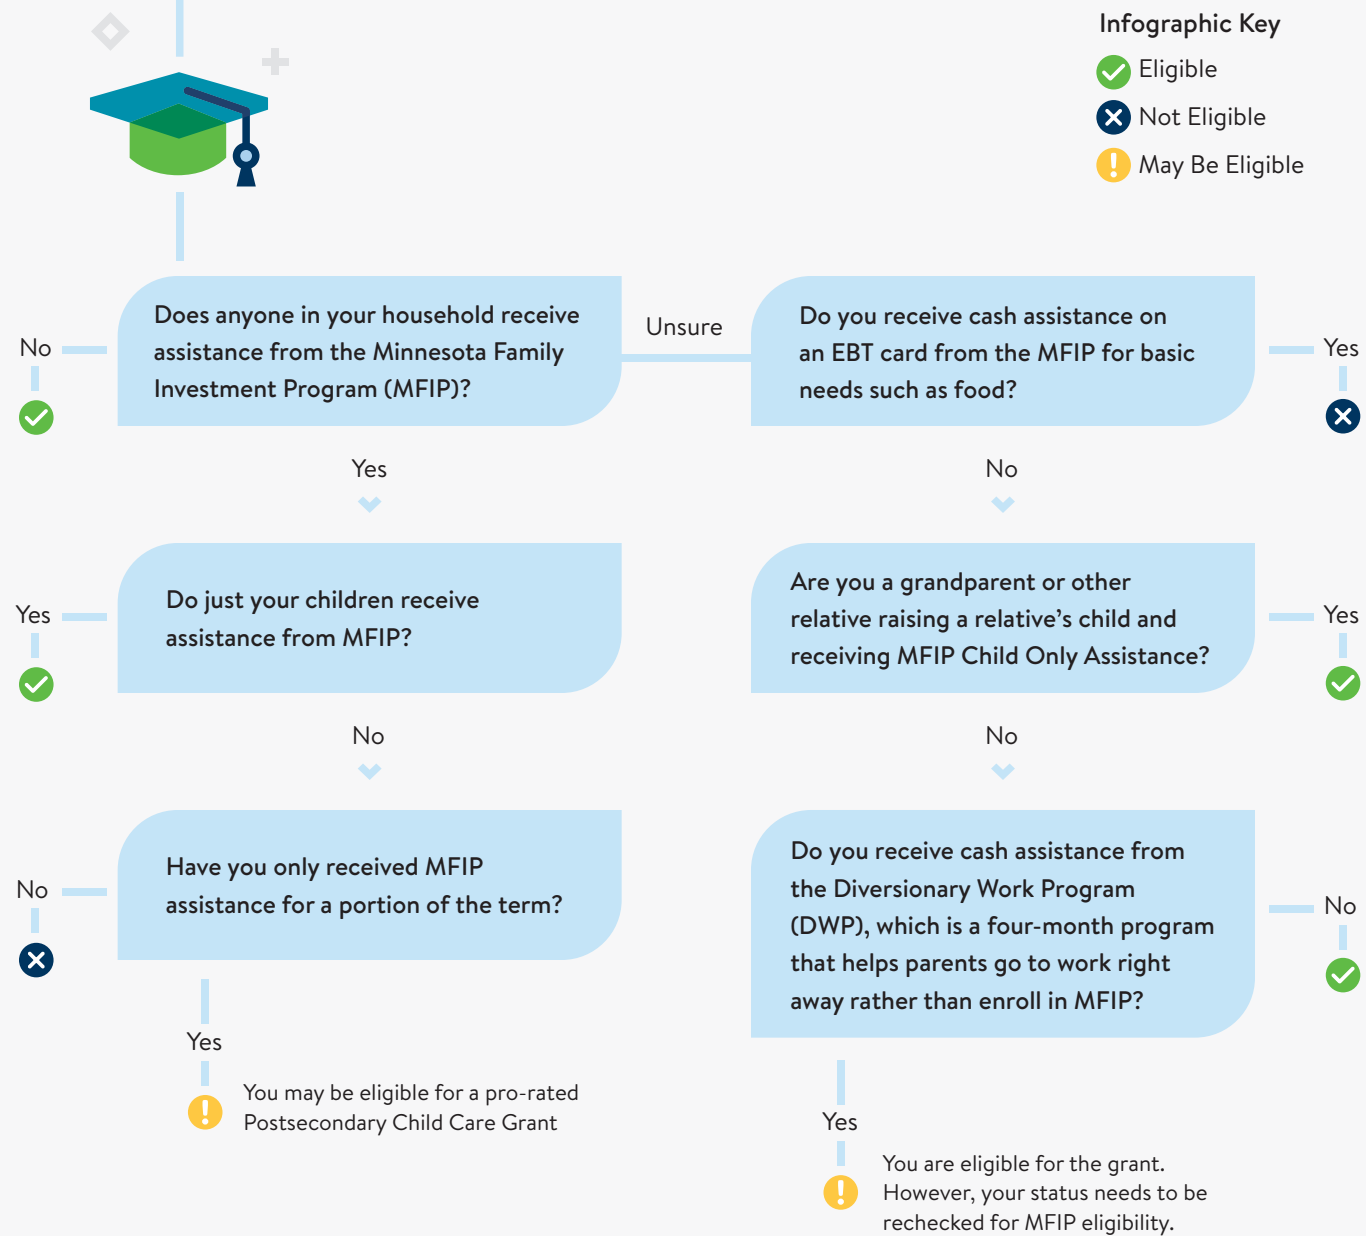 Infographic Key
Eligible
Not Eligible
May Be Eligible
Does anyone in your household receive
assistance from the Minnesota Family
Investment Program (MFIP)?
No
Unsure
Do you receive cash assistance on
an EBT card from the MFIP for basic
needs such as food?
Yes
Yes
No
Do just your children receive
assistance from MFIP?
Yes
Are you a grandparent or other
relative raising a relative’s child and
receiving MFIP Child Only Assistance?
Yes
No
No
Have you only received MFIP
assistance for a portion of the term?
No
Do you receive cash assistance from
the Diversionary Work Program
(DWP), which is a four-month program
that helps parents go to work right
away rather than enroll in MFIP?
No
Yes
You may be eligible for a pro-rated
Postsecondary Child Care Grant
Yes
You are eligible for the grant.
However, your status needs to be
rechecked for MFIP eligibility.